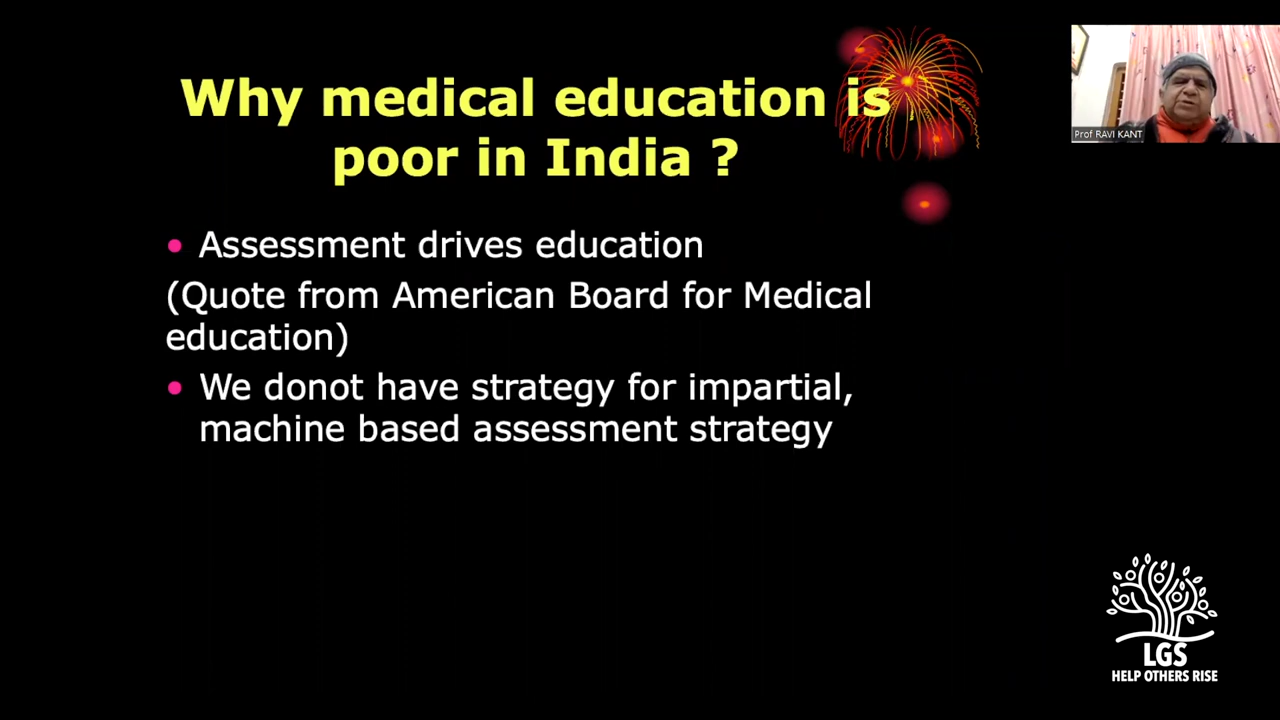 Why medical education is
poor in India ?
Prof RAVI KANT
• Assessment drives education
(Quote from American Board for Medical
education)
• We donot have strategy for impartial,
machine based assessment strategy
LGS
HELP OTHERS RISE